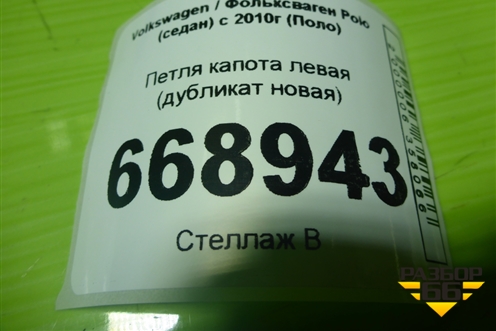 Volkswagen / Фольксваген Polo
(седан) с 2010г (Поло)
Петля капота левая
(дубликат новая)
668943
Стеллаж В
РАЗБОР
66